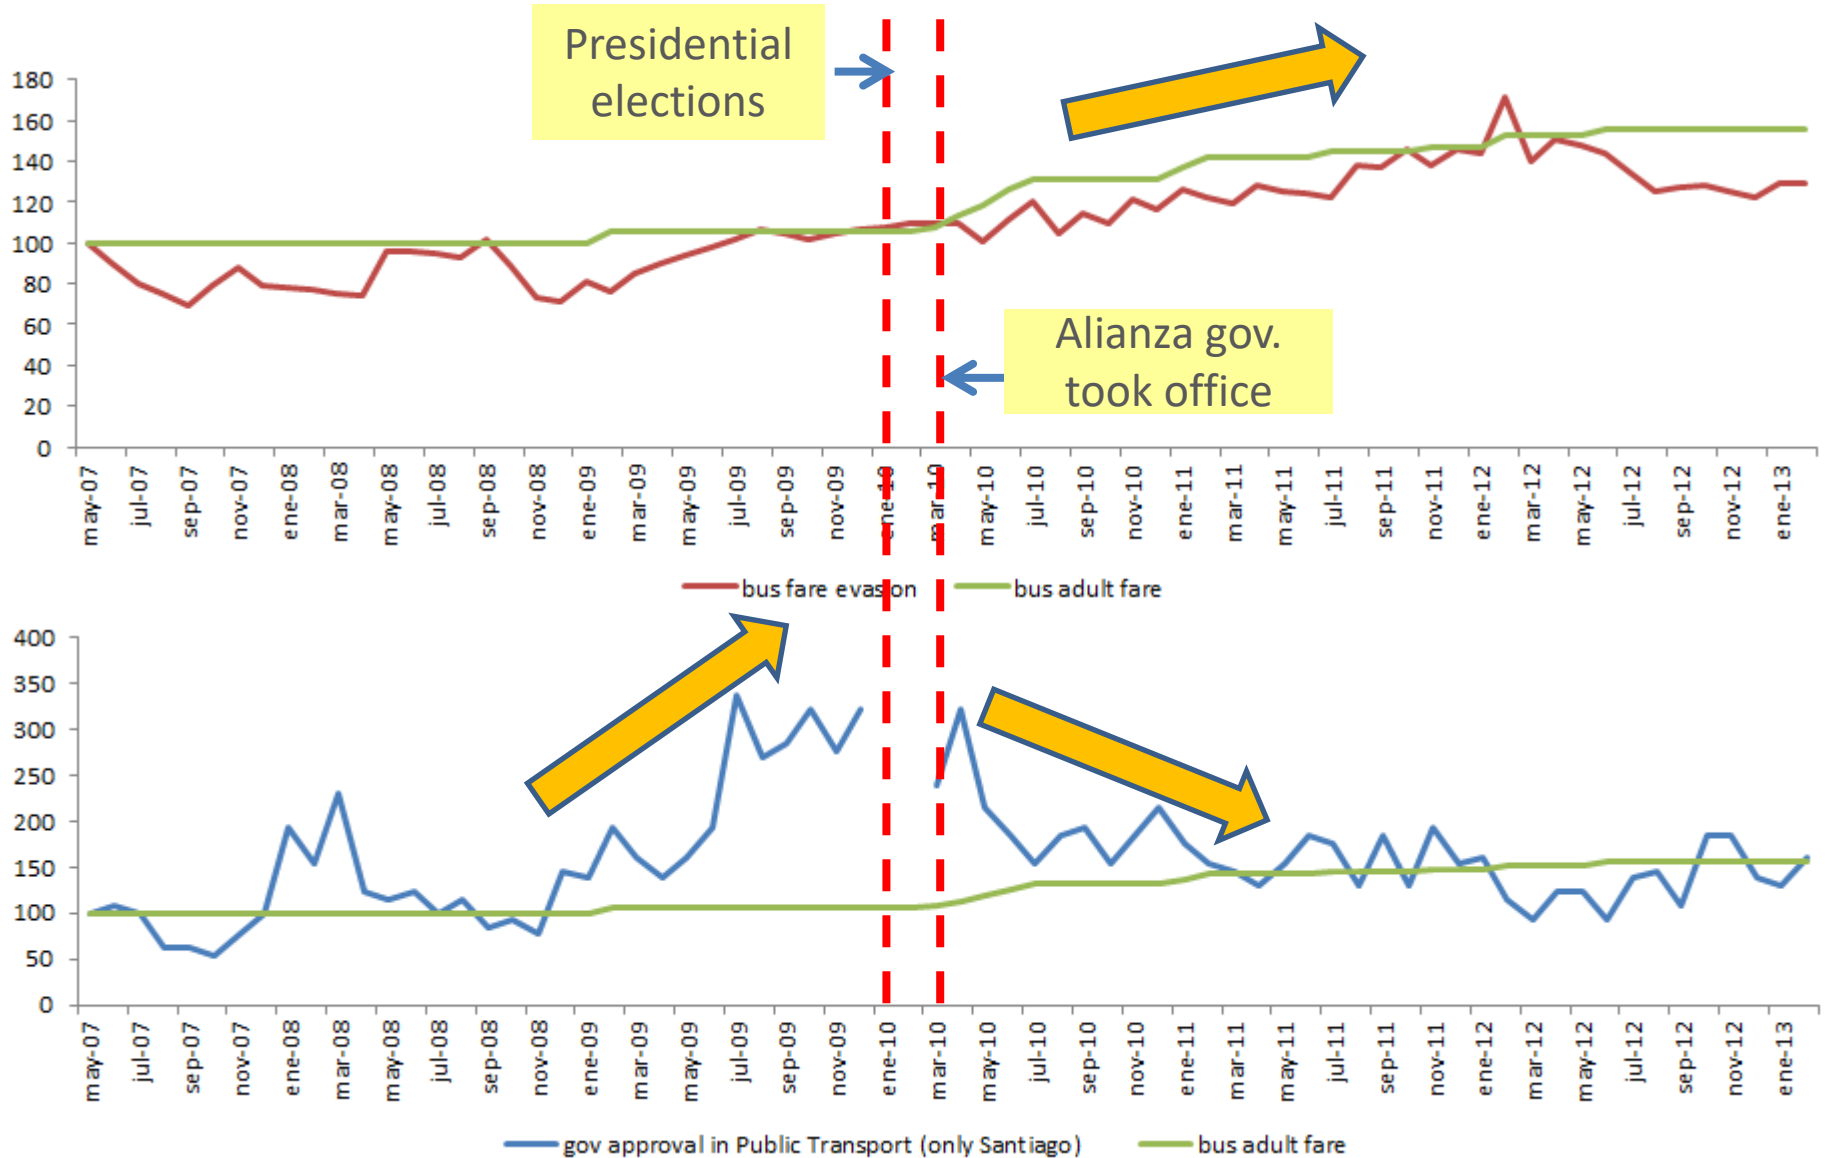 Presidential
elections
180
160
140
120
100
80
60
40
20
0
Alianza gov.
took office
may-07
jul-07
sep-07
nov-07
ene-08
mar-08
may-08
jul-08
sep-08
nov-08
ene-09
mar-09
may-09
jul-09
sep-09
nov-09
ene-10
mar-10
may-10
jul-10
sep-10
nov-10
ene-11
mar-11
may-11
jul-11
sep-11
nov-11
ene-12
mar-12
may-12
jul-12
sep-12
nov-12
ene-13
bus fare evasion
bus adult fare
400
350
300
250
200
150
100
50
0
may-07
jul-07
sep-07
nov-07
ene-08
mar-08
may-08
jul-08
sep-08
nov-08
ene-09
mar-09
may-09
jul-09
sep-09
nov-09
ene-10
mar-10
may-10
jul-10
sep-10
nov-10
ene-11
mar-11
may-11
jul-11
sep-11
nov-11
ene-12
mar-12
may-12
jul-12
sep-12
nov-12
ene-13
gov approval in Public Transport (only Santiago)
bus adult fare